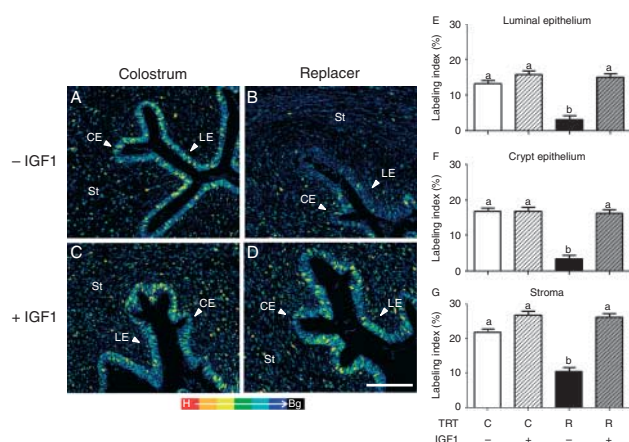 Colostrum Replacer
– IGF1
A
CE
LE
St
B
St
LE
CE
+ IGF1
C
St
CE
LE
D
CE
LE
St
H Bg
E Luminal epithelium
Labeling index (%)
30
20
10
0
a a b a
F Crypt epithelium
Labeling index (%)
30
20
10
0
a a b a
G Stroma
Labeling index (%)
30
20
10
0
a a b a
TRT C C R R
IGF1 – + – +